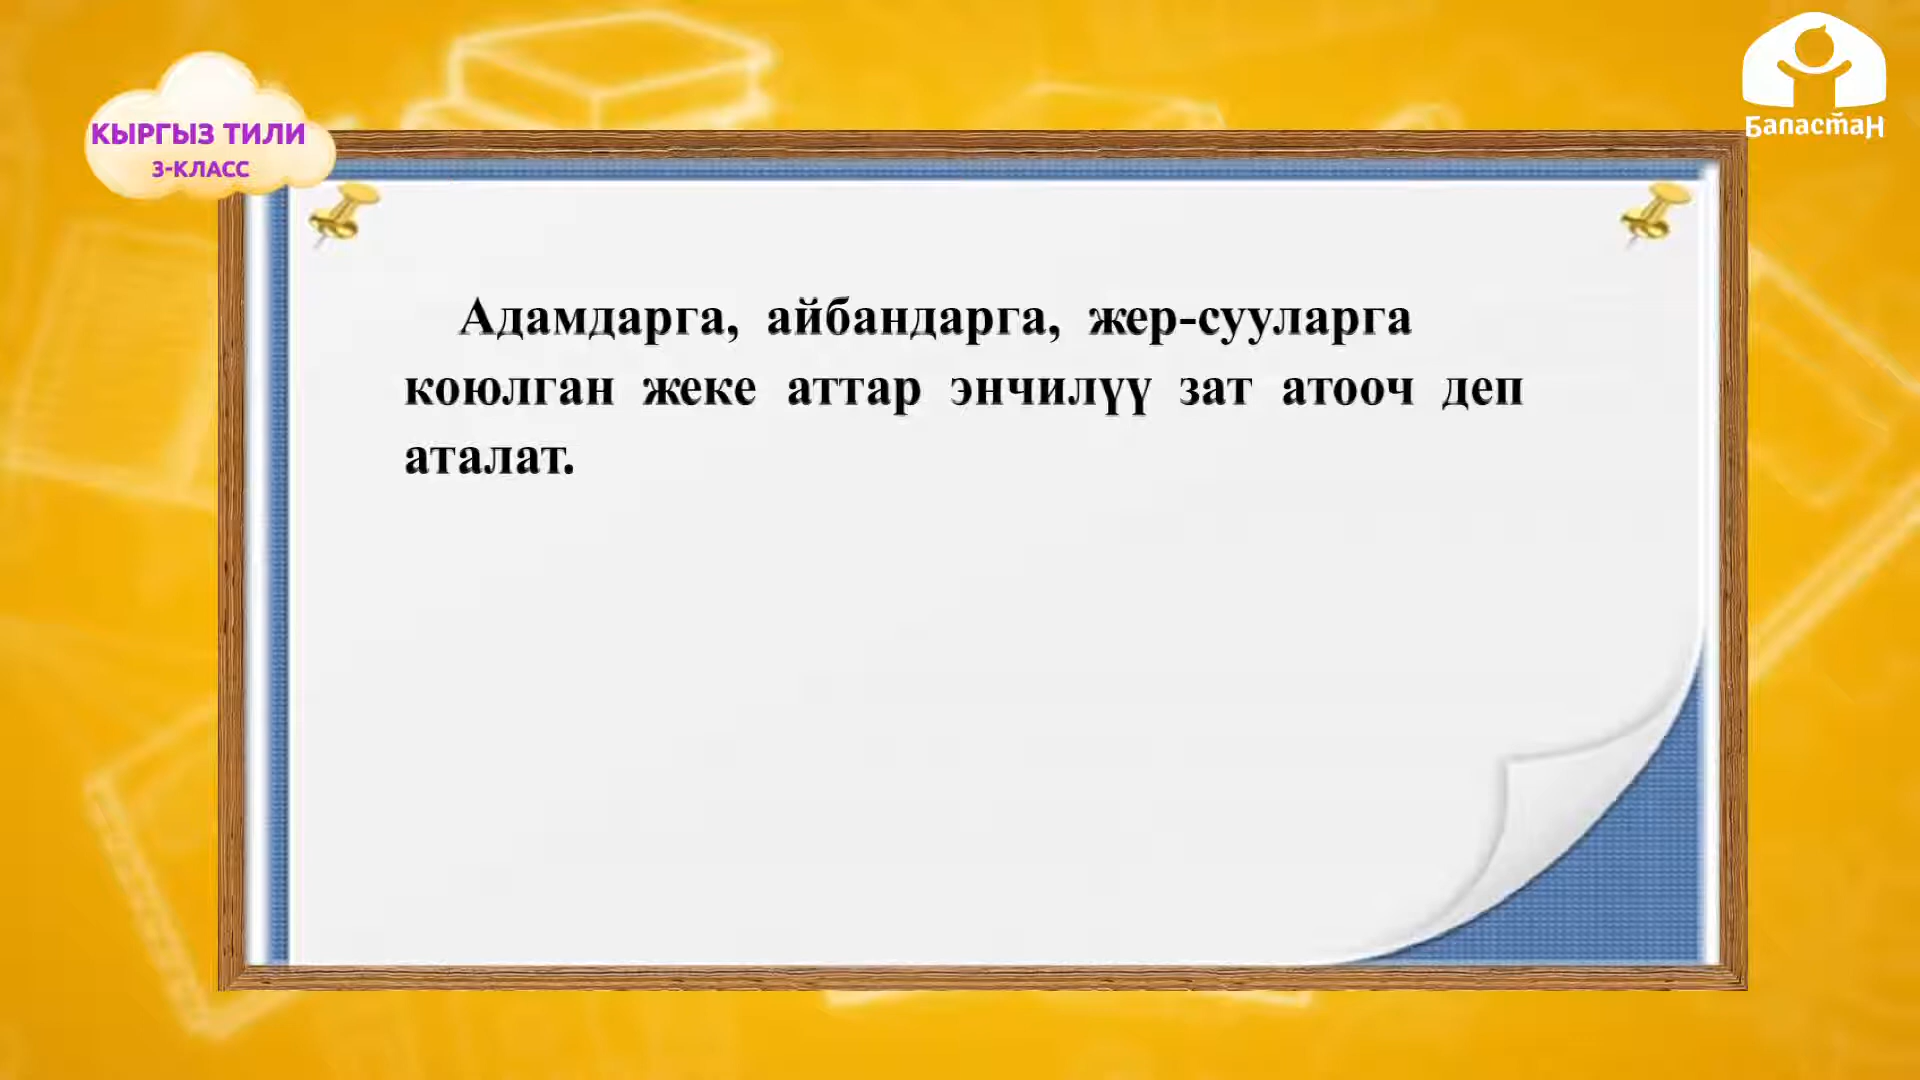 КЫРГЫЗ ТИЛИ
3-КЛАСС
Баластан
Адамдарга, айбандарга, жер-сууларга
коюлган жеке аттар энчилүү зат атооч деп
аталат.